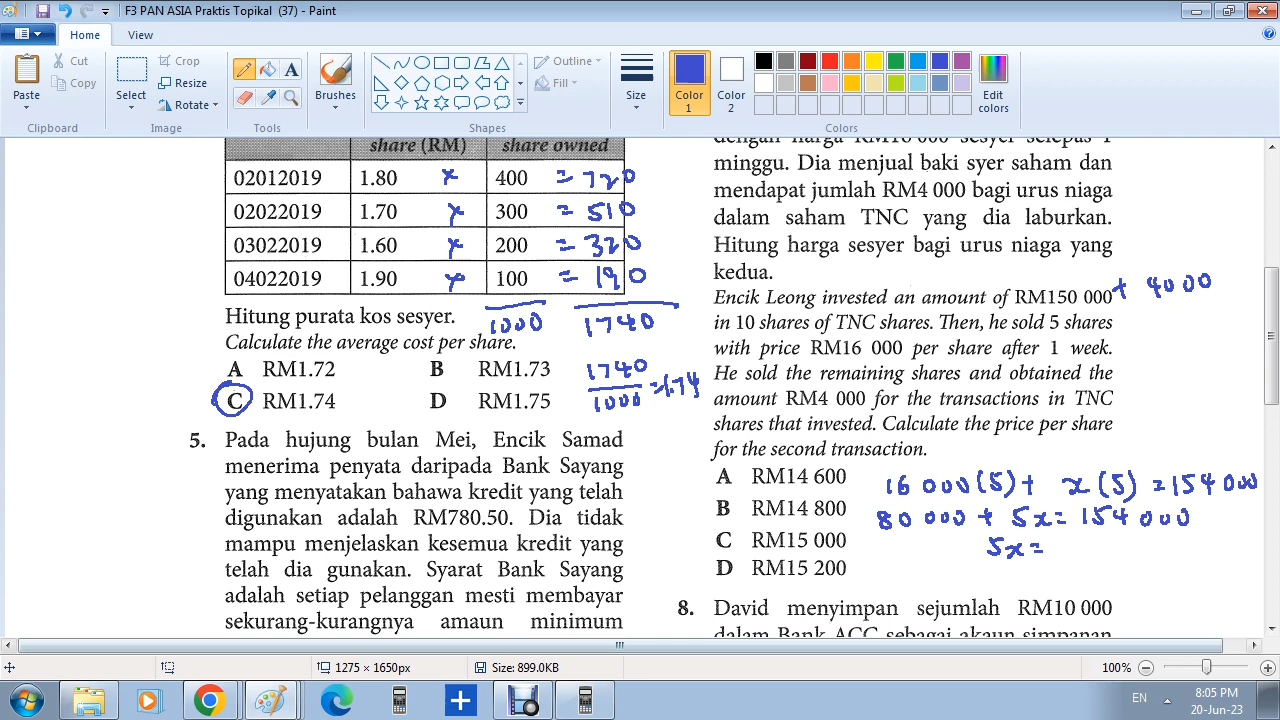 F3 PAN ASIA Praktis Topikal (37) - Paint
Home View
Paste
Cut
Copy
Clipboard
Select
Crop
Resize
Rotate
Image
Tools
Brushes
Shapes
Outline
Fill
Size
Color 1
Color 2
Edit colors
Colors
share (RM) share owned
02012019 1.80 x 400 = 720
02022019 1.70 x 300 = 510
03022019 1.60 x 200 = 320
04022019 1.90 x 100 = 190
1000 1740
Hitung purata kos sesyer.
Calculate the average cost per share.
A RM1.72 B RM1.73
C RM1.74 D RM1.75
1740
1000 = 1.74
5. Pada hujung bulan Mei, Encik Samad
menerima penyata daripada Bank Sayang
yang menyatakan bahawa kredit yang telah
digunakan adalah RM780.50. Dia tidak
mampu menjelaskan kesemua kredit yang
telah dia gunakan. Syarat Bank Sayang
adalah setiap pelanggan mesti membayar
sekurang-kurangnya amaun minimum
dengan harga RM16 000 sesyer selepas 1
minggu. Dia menjual baki syer saham dan
mendapat jumlah RM4 000 bagi urus niaga
dalam saham TNC yang dia laburkan.
Hitung harga sesyer bagi urus niaga yang
kedua.
Encik Leong invested an amount of RM150 000 + 4000
in 10 shares of TNC shares. Then, he sold 5 shares
with price RM16 000 per share after 1 week.
He sold the remaining shares and obtained the
amount RM4 000 for the transactions in TNC
shares that invested. Calculate the price per share
for the second transaction.
A RM14 600
B RM14 800
C RM15 000
D RM15 200
16 000 (5) + x (5) = 154 000
80 000 + 5x = 154 000
5x =
8. David menyimpan sejumlah RM10 000
dalam Bank ACC sebagai akaun simpanan
1275 × 1650px
Size: 899.0KB
100%
EN
8:05 PM
20-Jun-23